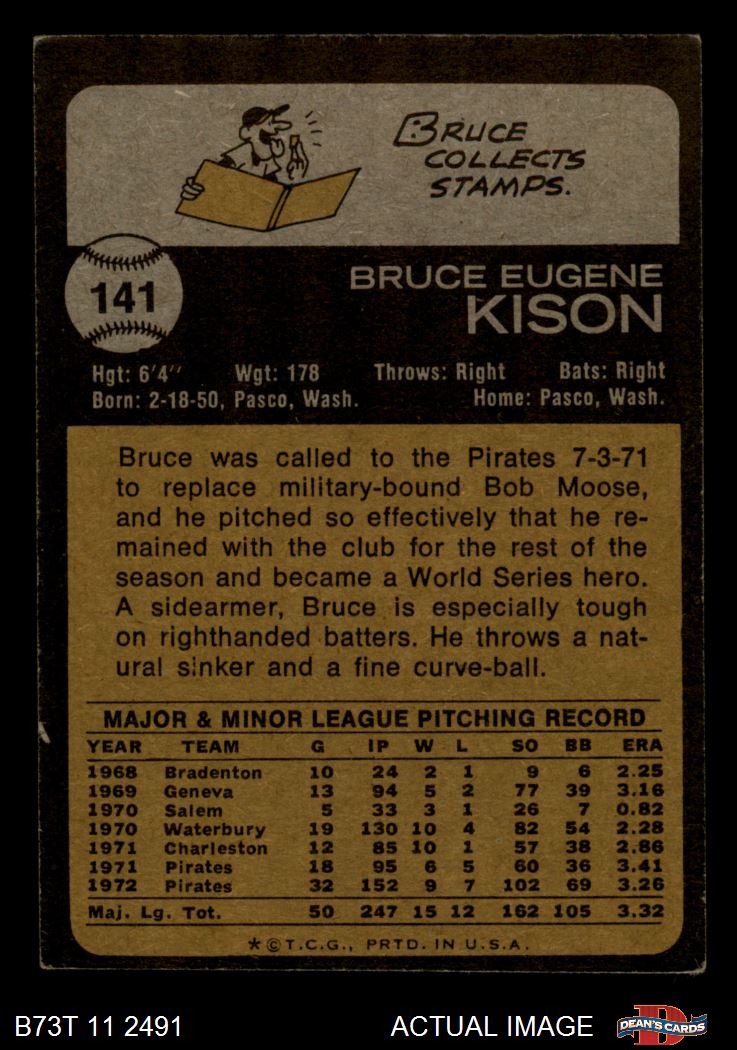 BRUCE
COLLECTS
STAMPS.
141
BRUCE EUGENE
KISON
Hgt: 6'4" Wgt: 178 Throws: Right Bats: Right
Born: 2-18-50, Pasco, Wash. Home: Pasco, Wash.
Bruce was called to the Pirates 7-3-71
to replace military-bound Bob Moose,
and he pitched so effectively that he re-
mained with the club for the rest of the
season and became a World Series hero.
A sidearmer, Bruce is especially tough
on righthanded batters. He throws a nat-
ural sinker and a fine curve-ball.
MAJOR & MINOR LEAGUE PITCHING RECORD
YEAR TEAM G IP W L SO BB ERA
1968 Bradenton 10 24 2 1 9 6 2.25
1969 Geneva 13 94 5 2 77 39 3.16
1970 Salem 5 33 3 1 26 7 0.82
1970 Waterbury 19 130 10 4 82 54 2.28
1971 Charleston 12 85 10 1 57 38 2.86
1971 Pirates 18 95 6 5 60 36 3.41
1972 Pirates 32 152 9 7 102 69 3.26
Maj. Lg. Tot. 50 247 15 12 162 105 3.32
*©T.C.G., PRTD. IN U.S.A.
B73T 11 2491 ACTUAL IMAGE
D
DEAN'S CARDS